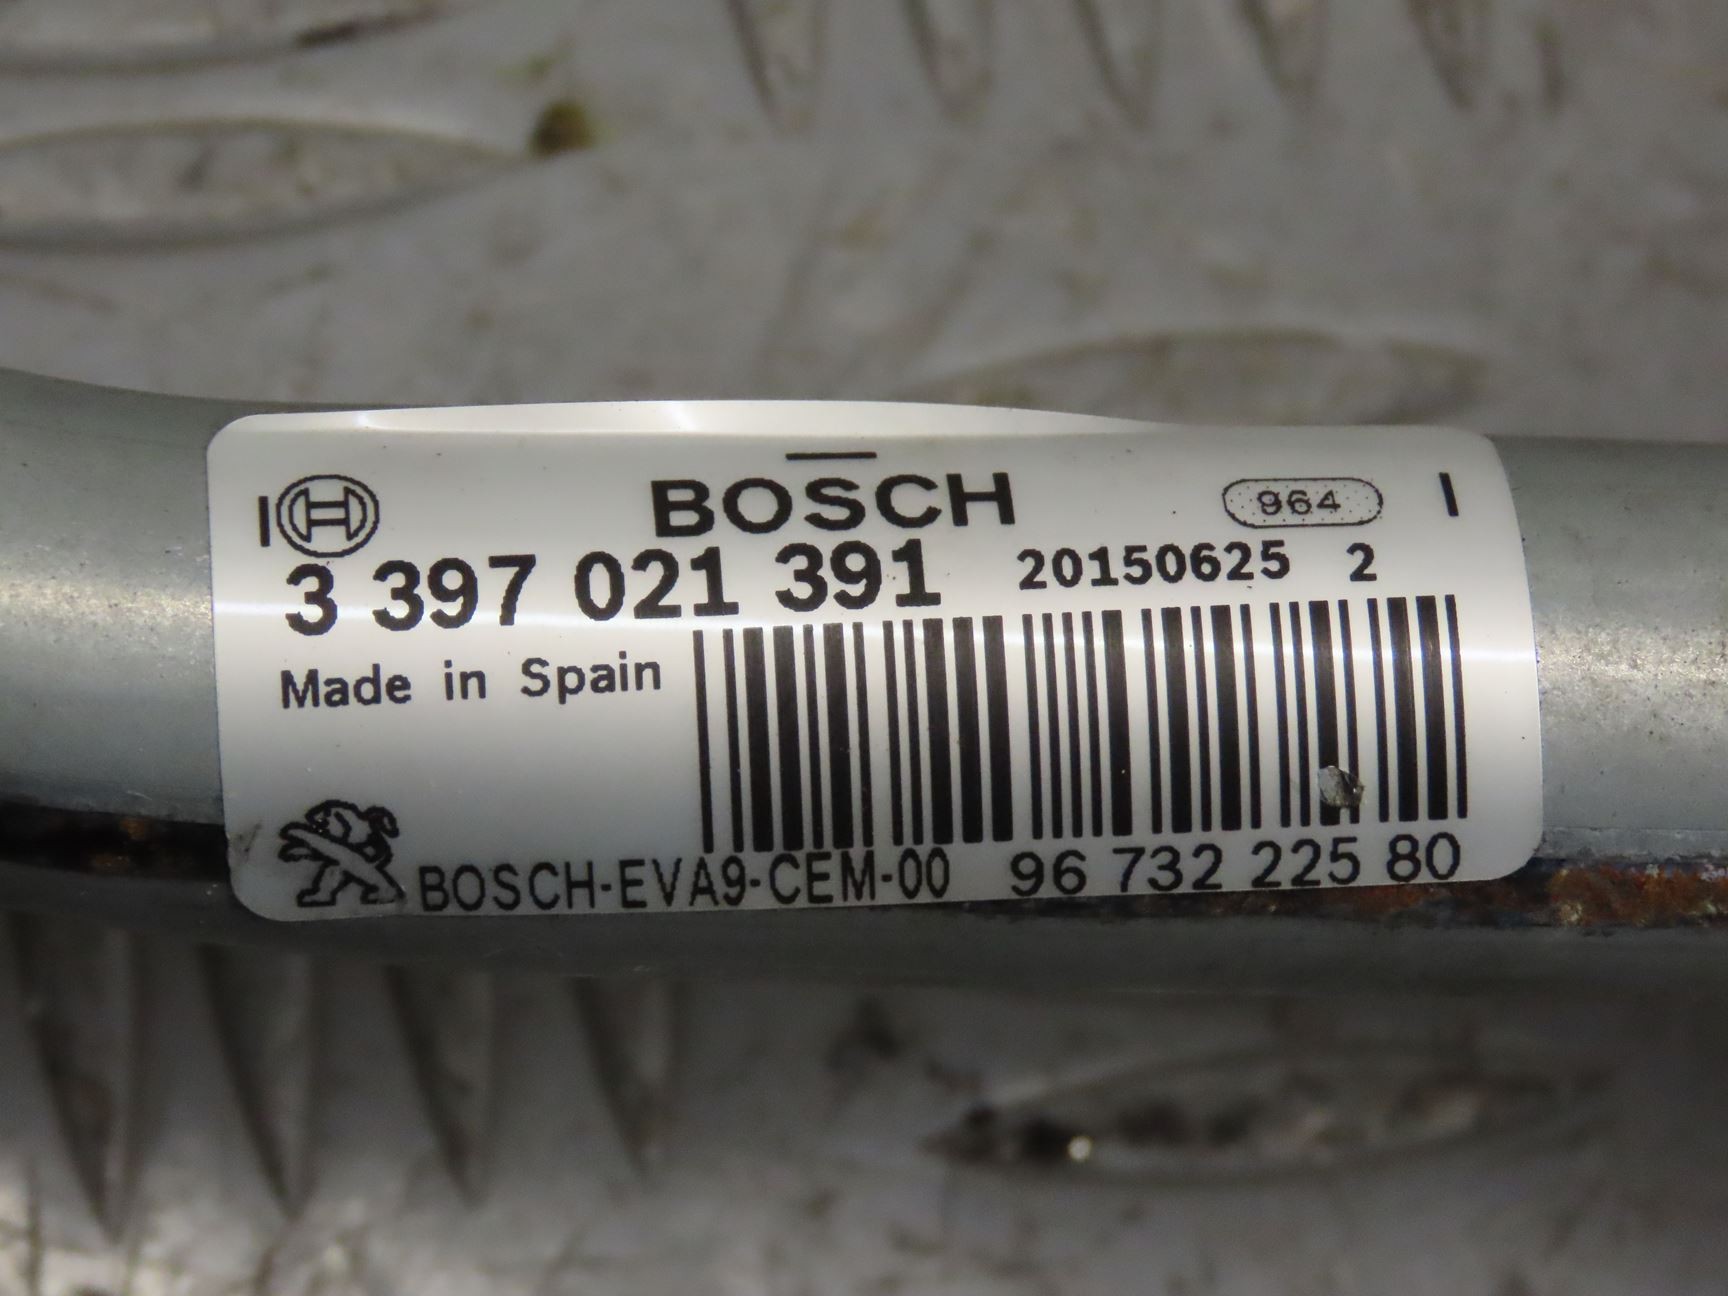 BOSCH 964
3 397 021 391 20150625 2
Made in Spain
BOSCH-EVA9-CEM-00 96 732 225 80